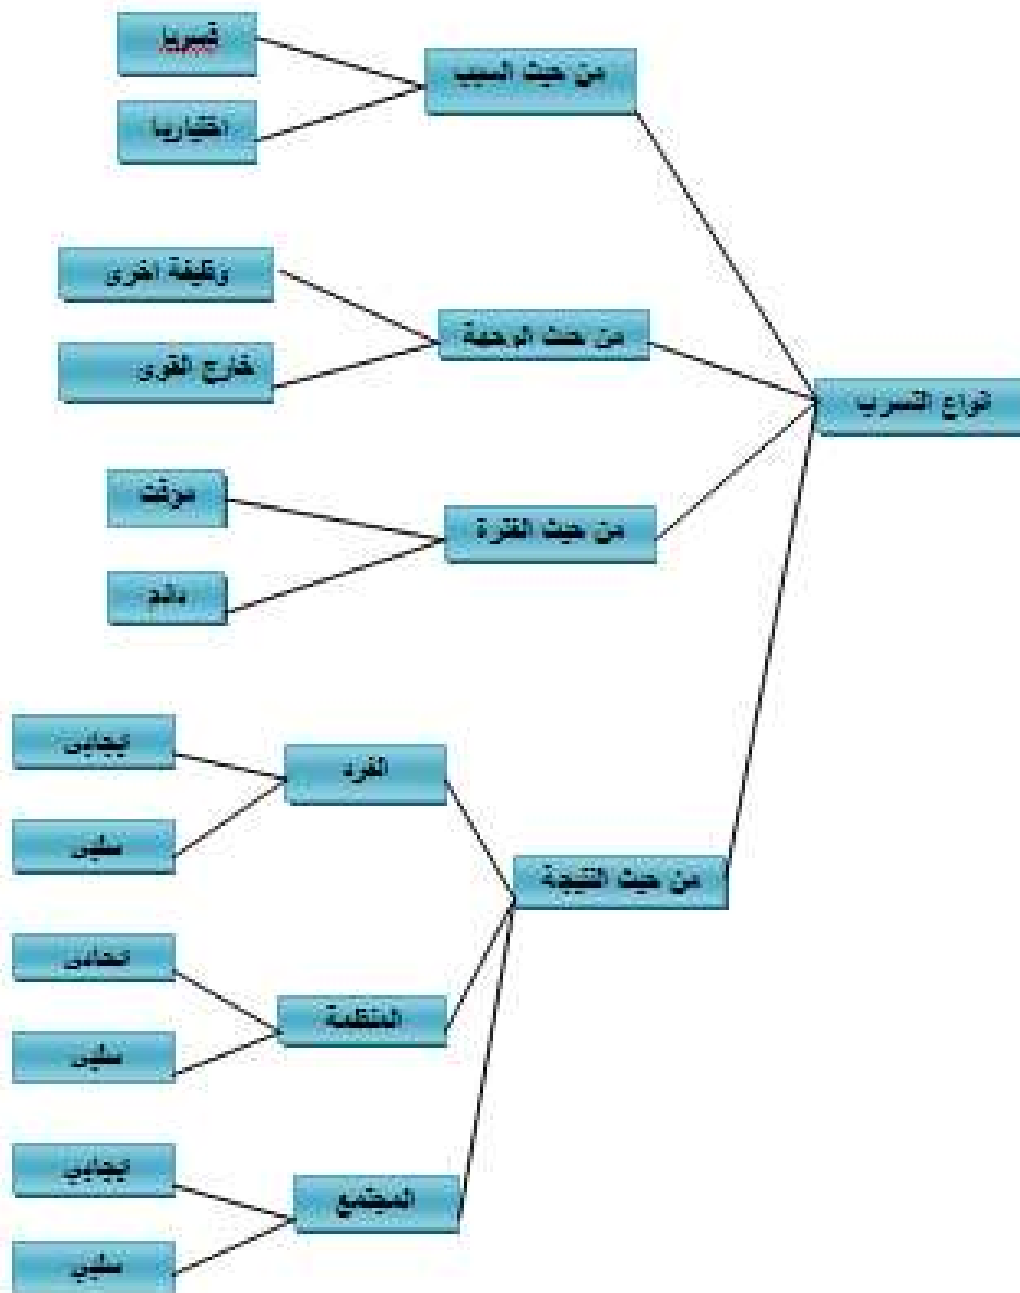 انواع التسرب
من حيث السبب
قسريا
اختياريا
من حيث الوجهة
وظيفة اخرى
خارج القوى
من حيث الفترة
مؤقت
دائم
من حيث النتيجة
الفرد
ايجابي
سلبي
المنظمة
ايجابي
سلبي
المجتمع
ايجابي
سلبي